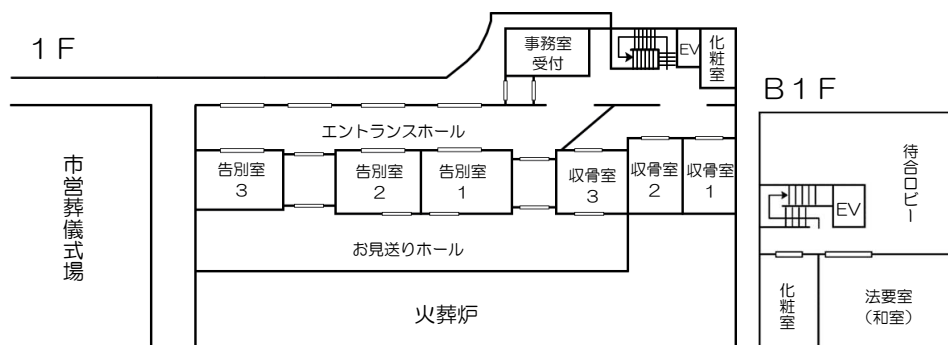 １Ｆ
事務室
受付
EV
化粧室
エントランスホール
告別室
3
告別室
2
告別室
1
収骨室
3
収骨室
2
収骨室
1
お見送りホール
火葬炉
市営葬儀式場
Ｂ１Ｆ
待合ロビー
EV
化粧室
法要室
（和室）